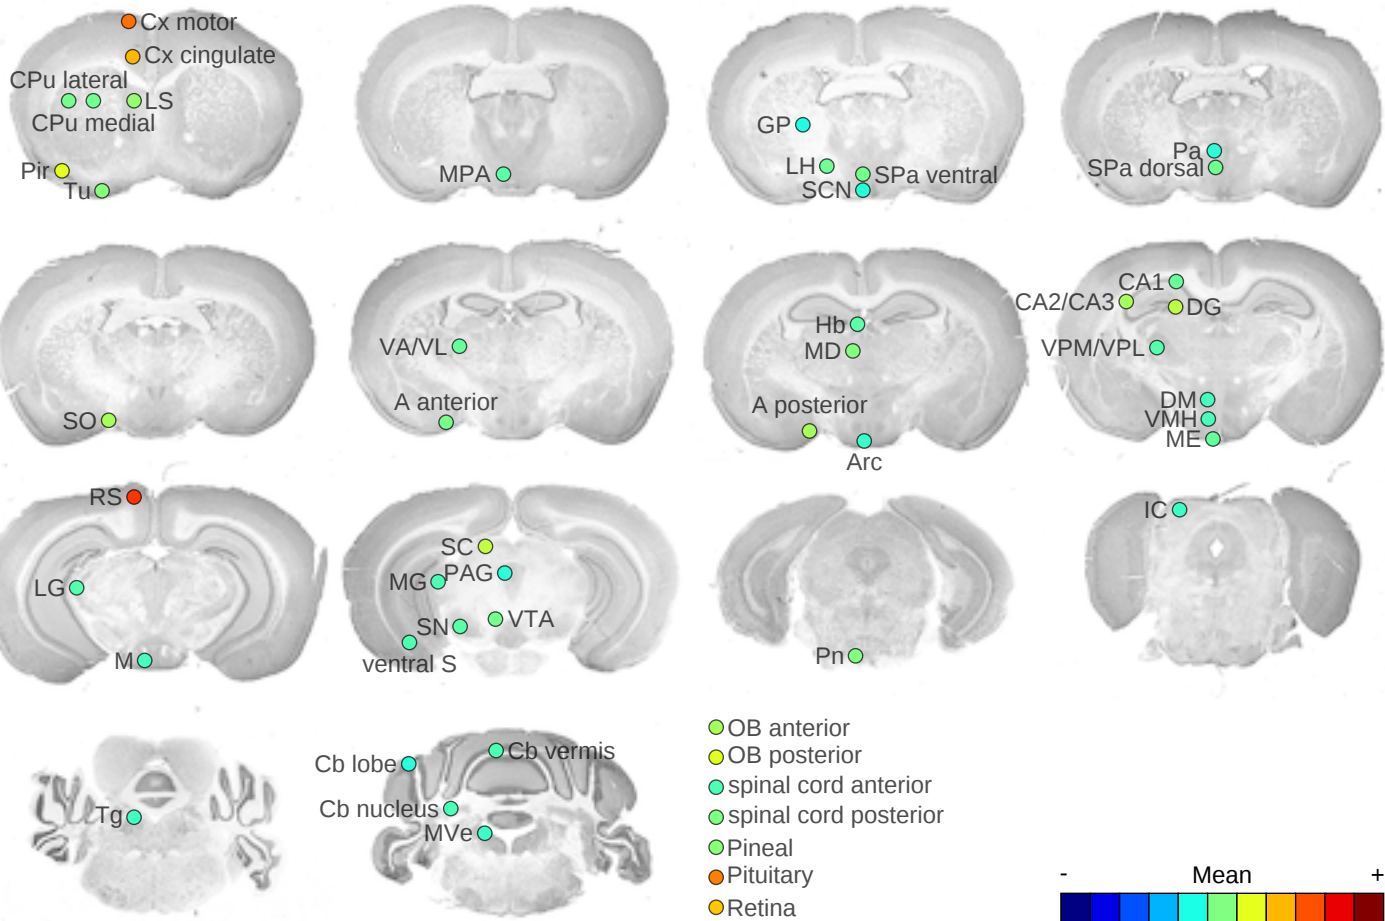 Cx motor
Cx cingulate
CPu lateral
LS
CPu medial
Pir
Tu
MPA
GP
LH
SPa ventral
SCN
Pa
SPa dorsal
SO
VA/VL
A anterior
Hb
MD
A posterior
Arc
CA1
CA2/CA3
DG
VPM/VPL
DM
VMH
ME
RS
LG
M
SC
PAG
MG
VTA
SN
ventral S
Pn
IC
Tg
Cb vermis
Cb lobe
Cb nucleus
MVe
OB anterior
OB posterior
spinal cord anterior
spinal cord posterior
Pineal
Pituitary
Retina
- Mean +